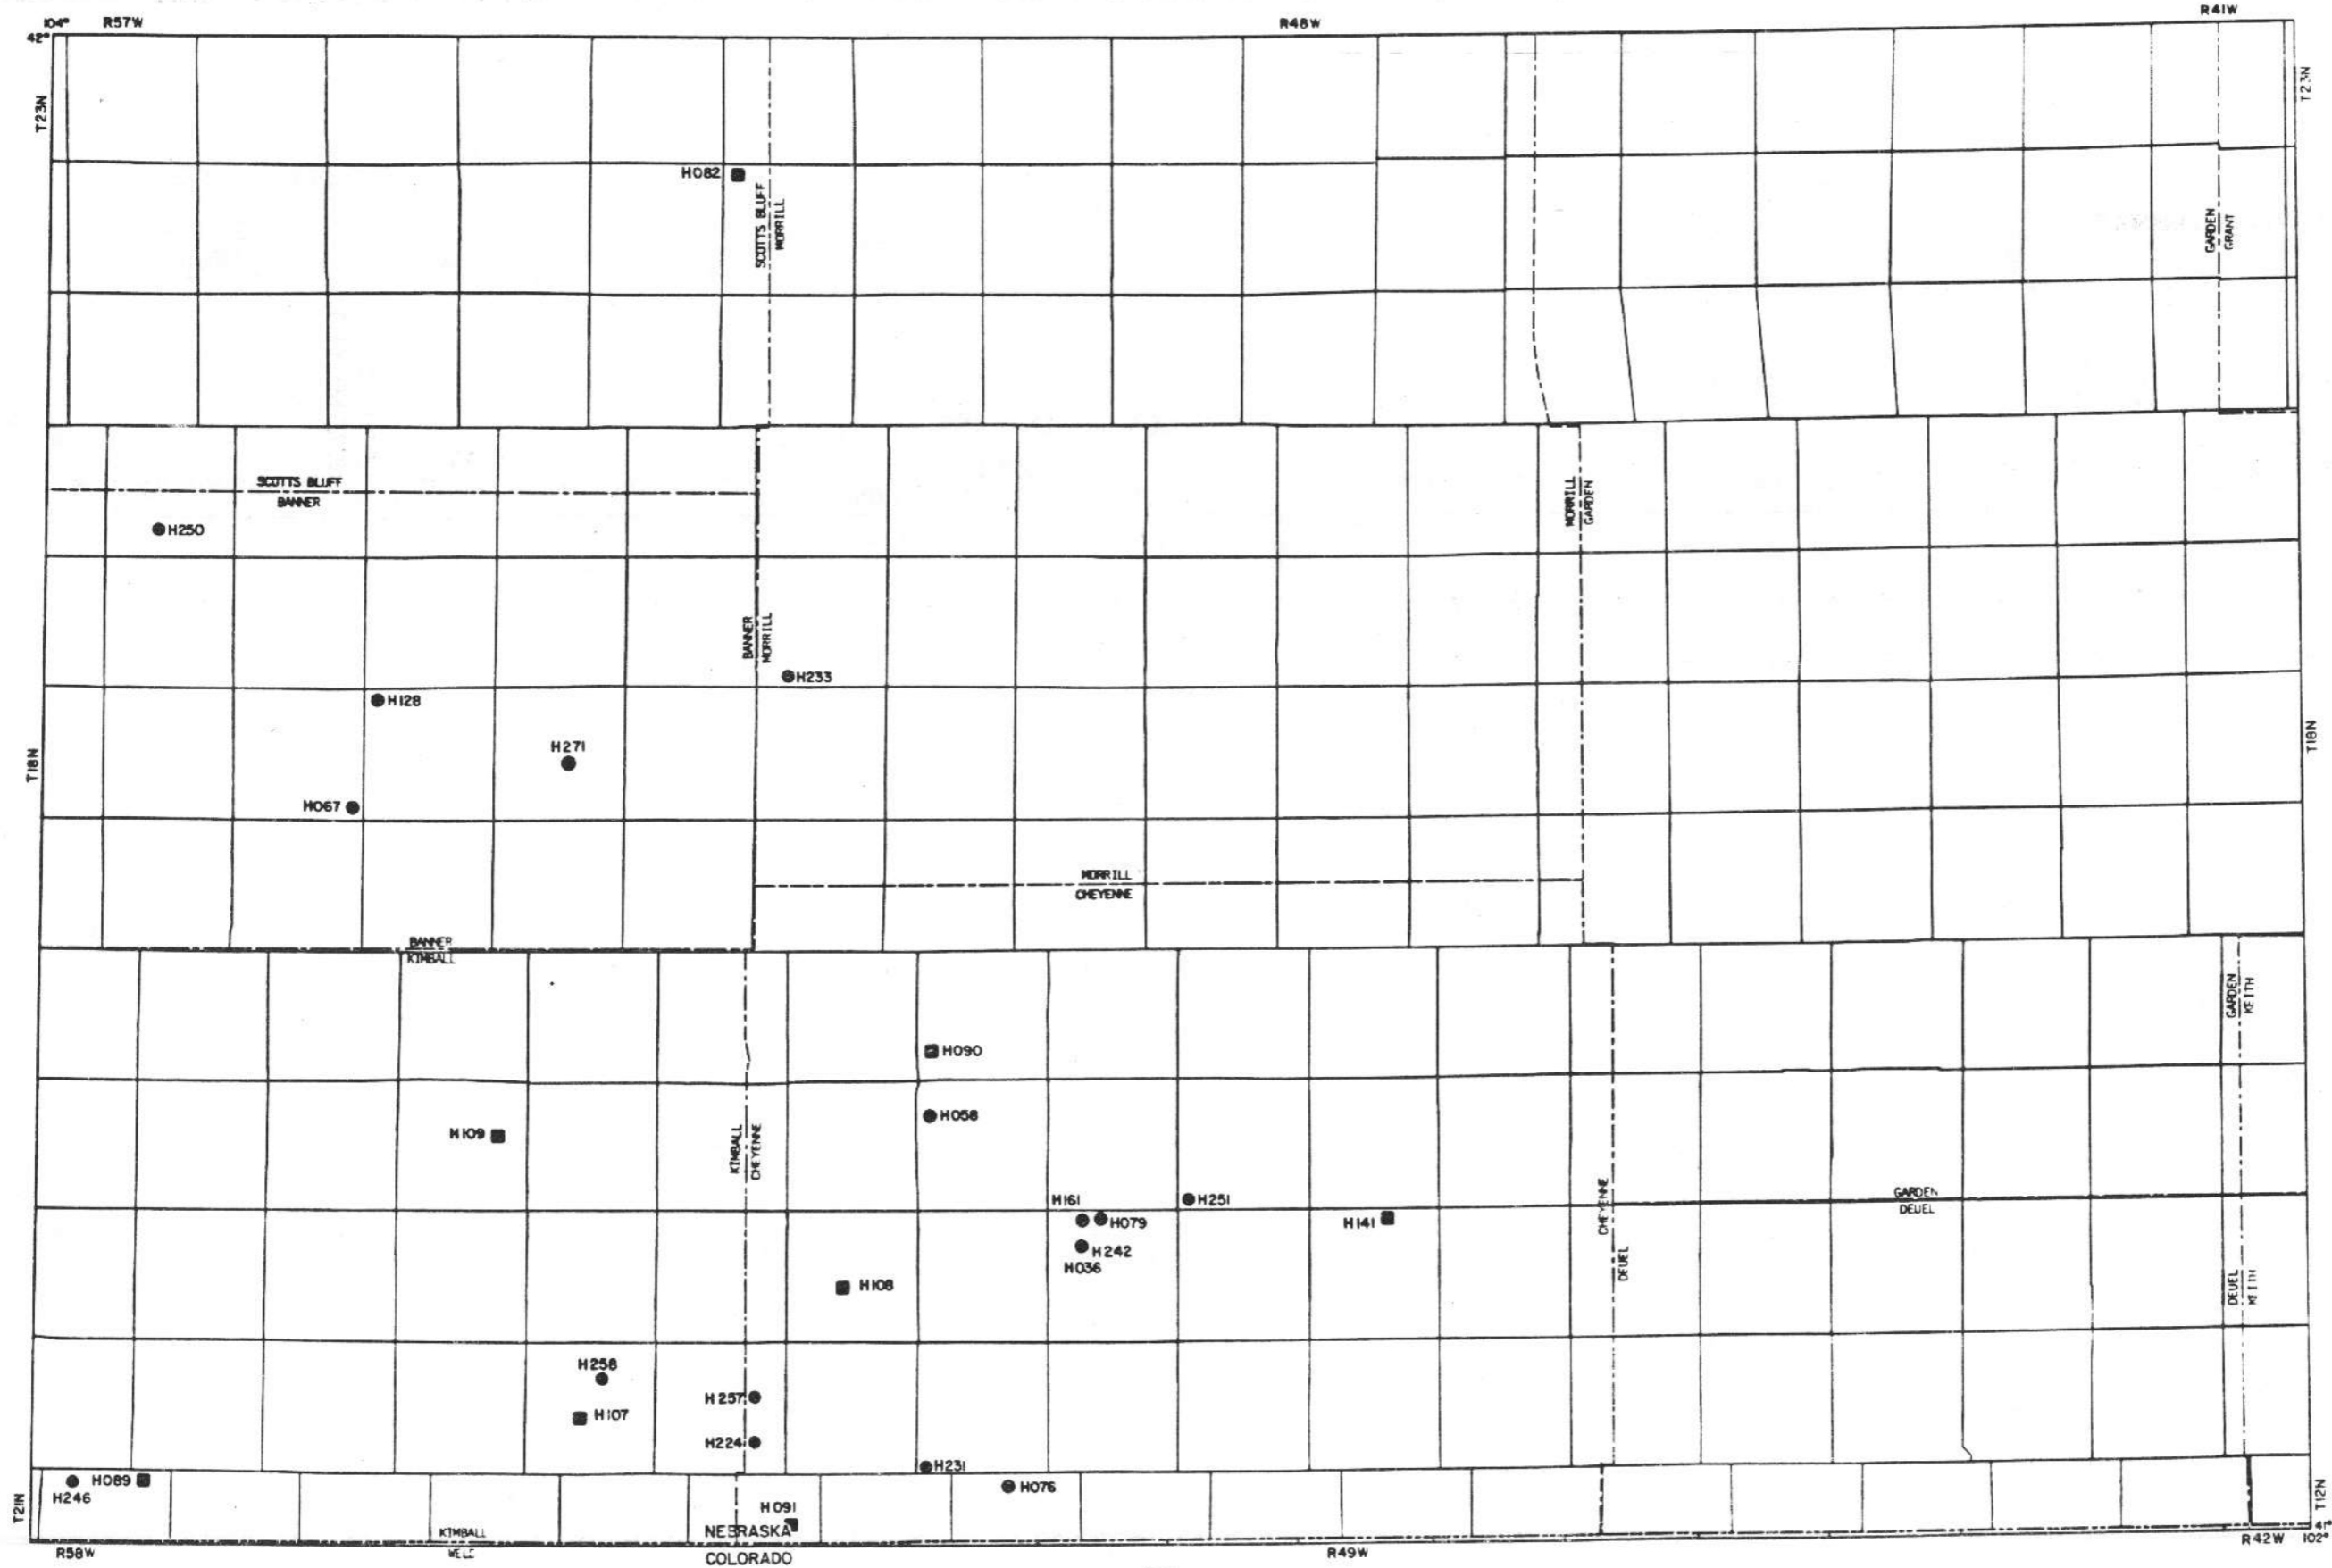 104° R57W R48W R41W
42°
T23N T23N
H082
SCOTTS BLUFF
MORRILL
GARDEN
GRANT
SCOTTS BLUFF
BANNER
MORRILL
GARDEN
H250
BANNER
MORRILL
H233
H128
H271
T18N T18N
H067
MORRILL
CHEYENNE
BANNER
KIMBALL
GARDEN
KEITH
H090
H058
H109
KIMBALL
CHEYENNE
H161 H251
GARDEN
DEUEL
CHEYENNE
DEUEL
H079
H141
H242
H036
H108
DEUEL
KEITH
H258
H257
H107
H224
H231
H089
H076
H246
T21N T12N
H091
KIMBALL
NEBRASKA
41°
R58W WELD COLORADO R49W R42W 102°